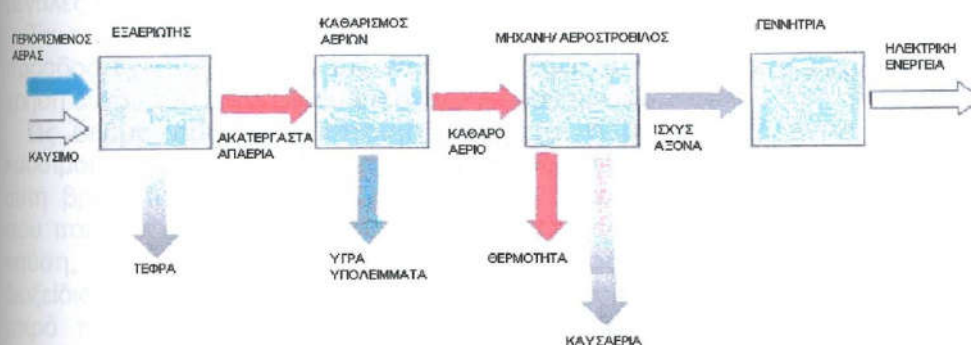 ΠΕΡΙΟΡΙΣΜΕΝΟΣ
ΑΕΡΑΣ
ΕΞΑΕΡΙΩΤΗΣ
ΚΑΘΑΡΙΣΜΟΣ
ΑΕΡΙΩΝ
ΜΗΧΑΝΗ/ ΑΕΡΟΣΤΡΟΒΙΛΟΣ
ΓΕΝΝΗΤΡΙΑ
ΗΛΕΚΤΡΙΚΗ
ΕΝΕΡΓΕΙΑ
ΚΑΥΣΙΜΟ
ΑΚΑΤΕΡΓΑΣΤΑ
ΑΠΑΕΡΙΑ
ΚΑΘΑΡΟ
ΑΕΡΙΟ
ΙΣΧΥΣ
ΑΞΟΝΑ
ΤΕΦΡΑ
ΥΓΡΑ
ΥΠΟΛΕΙΜΜΑΤΑ
ΘΕΡΜΟΤΗΤΑ
ΚΑΥΣΑΕΡΙΑ